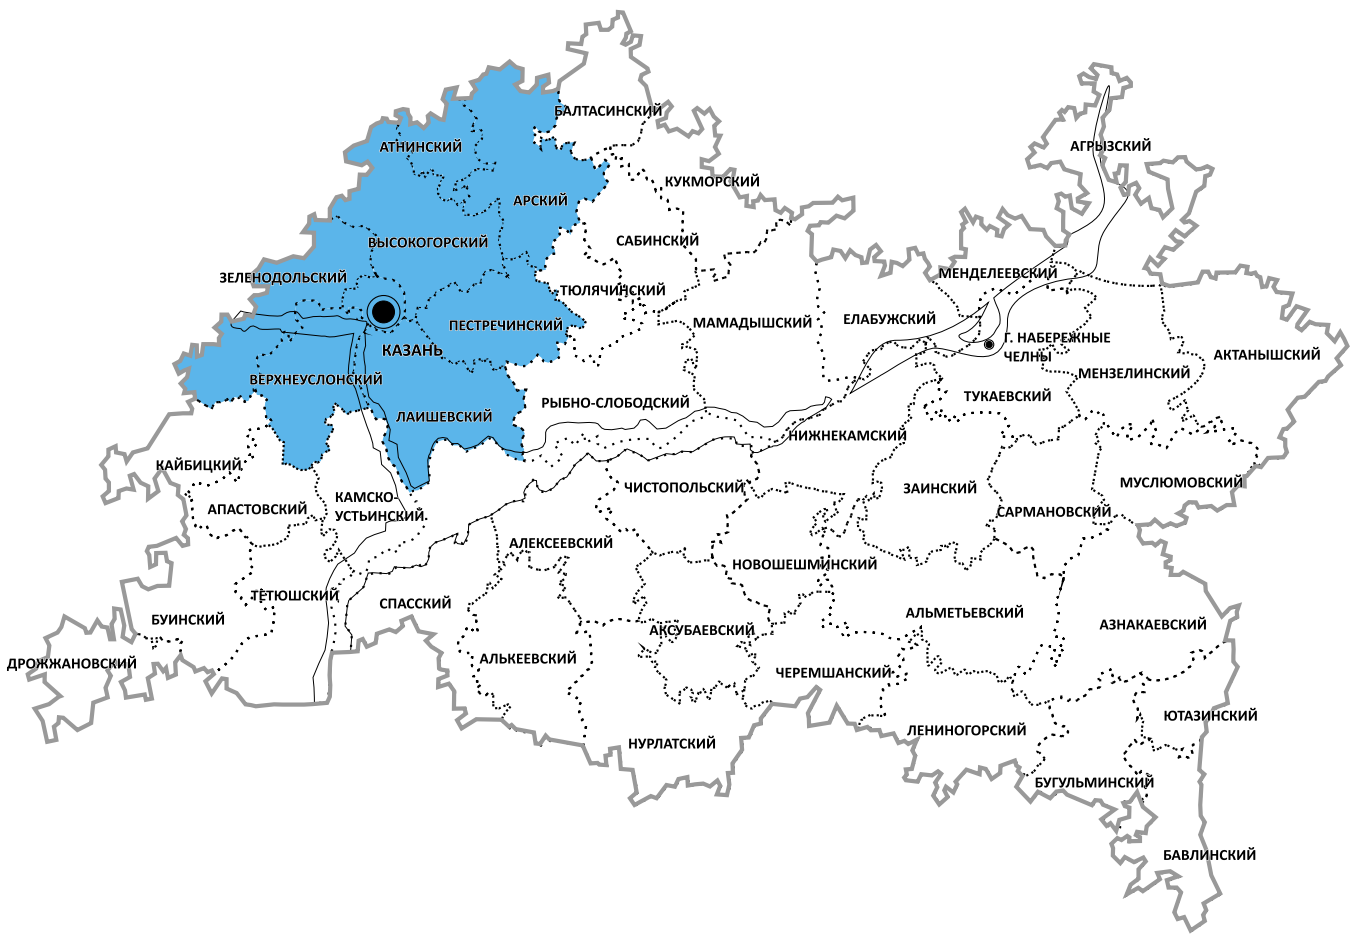 БАЛТАСИНСКИЙ
АТНИНСКИЙ
АГРЫЗСКИЙ
КУКМОРСКИЙ
АРСКИЙ
ВЫСОКОГОРСКИЙ
САБИНСКИЙ
ЗЕЛЕНОДОЛЬСКИЙ
МЕНДЕЛЕЕВСКИЙ
ТЮЛЯЧИНСКИЙ
ПЕСТРЕЧИНСКИЙ
МАМАДЫШСКИЙ
ЕЛАБУЖСКИЙ
Г. НАБЕРЕЖНЫЕ
ЧЕЛНЫ
КАЗАНЬ
АКТАНЫШСКИЙ
ВЕРХНЕУСЛОНСКИЙ
МЕНЗЕЛИНСКИЙ
ТУКАЕВСКИЙ
РЫБНО-СЛОБОДСКИЙ
ЛАИШЕВСКИЙ
НИЖНЕКАМСКИЙ
КАЙБИЦКИЙ
ЧИСТОПОЛЬСКИЙ
ЗАИНСКИЙ
МУСЛЮМОВСКИЙ
КАМСКО-
УСТЬИНСКИЙ
АПАСТОВСКИЙ
САРМАНОВСКИЙ
АЛЕКСЕЕВСКИЙ
НОВОШЕШМИНСКИЙ
ТЕТЮШСКИЙ
СПАССКИЙ
АЛЬМЕТЬЕВСКИЙ
БУИНСКИЙ
АЗНАКАЕВСКИЙ
АКСУБАЕВСКИЙ
ДРОЖЖАНОВСКИЙ
АЛЬКЕЕВСКИЙ
ЧЕРЕМШАНСКИЙ
ЮТАЗИНСКИЙ
ЛЕНИНОГОРСКИЙ
НУРЛАТСКИЙ
БУГУЛЬМИНСКИЙ
БАВЛИНСКИЙ